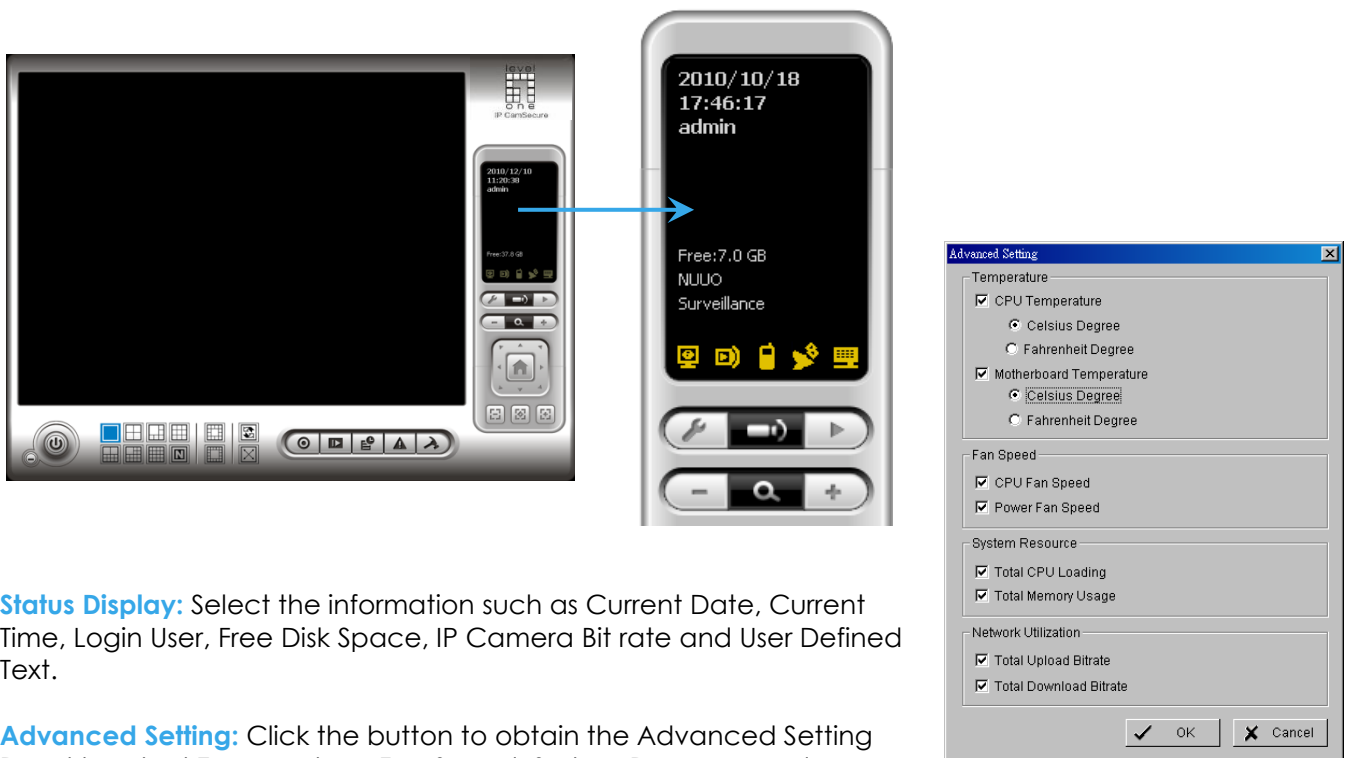 level
one
IP CamSecure
2010/12/10
11:20:38
admin
Free:37.8 GB
N
2010/10/18
17:46:17
admin
Free:7.0 GB
NUUO
Surveillance
Advanced Setting
Temperature
CPU Temperature
Celsius Degree
Fahrenheit Degree
Motherboard Temperature
Celsius Degree
Fahrenheit Degree
Fan Speed
CPU Fan Speed
Power Fan Speed
System Resource
Total CPU Loading
Total Memory Usage
Network Utilization
Total Upload Bitrate
Total Download Bitrate
OK
Cancel
Status Display: Select the information such as Current Date, Current
Time, Login User, Free Disk Space, IP Camera Bit rate and User Defined
Text.
Advanced Setting: Click the button to obtain the Advanced Setting